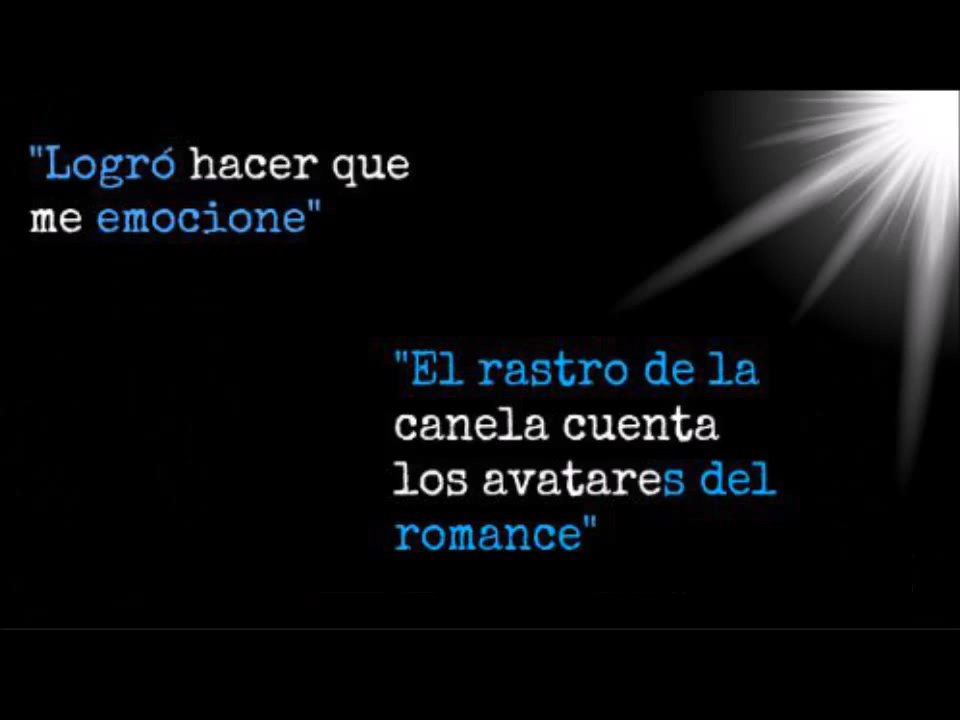 "Logró hacer que
me emocione"
"El rastro de la
canela cuenta
los avatares del
romance"